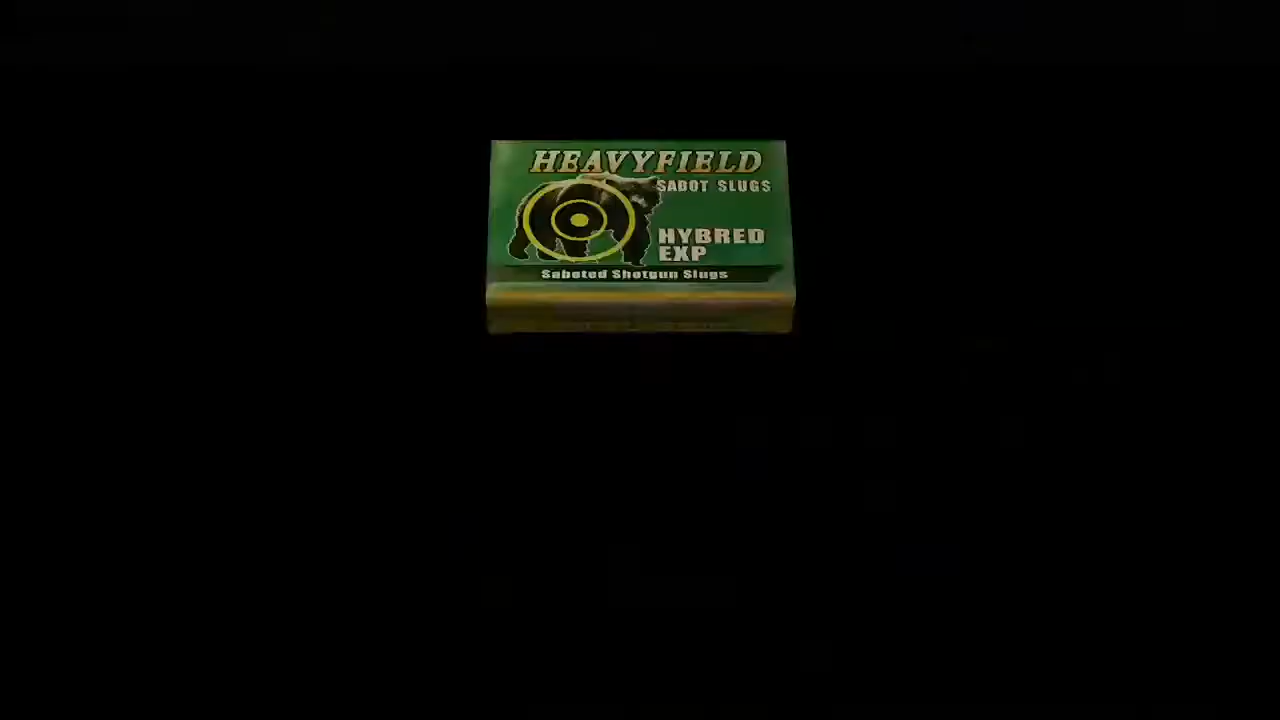 HEAVYFIELD
SABOT SLUGS
HYBRED
EXP
Saboted Shotgun Slugs